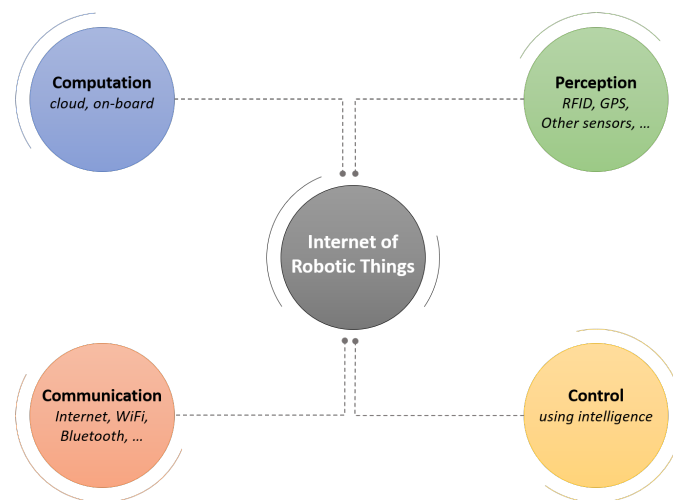 Computation
cloud, on-board
Perception
RFID, GPS,
Other sensors, ...
Internet of
Robotic Things
Communication
Internet, WiFi,
Bluetooth, ...
Control
using intelligence